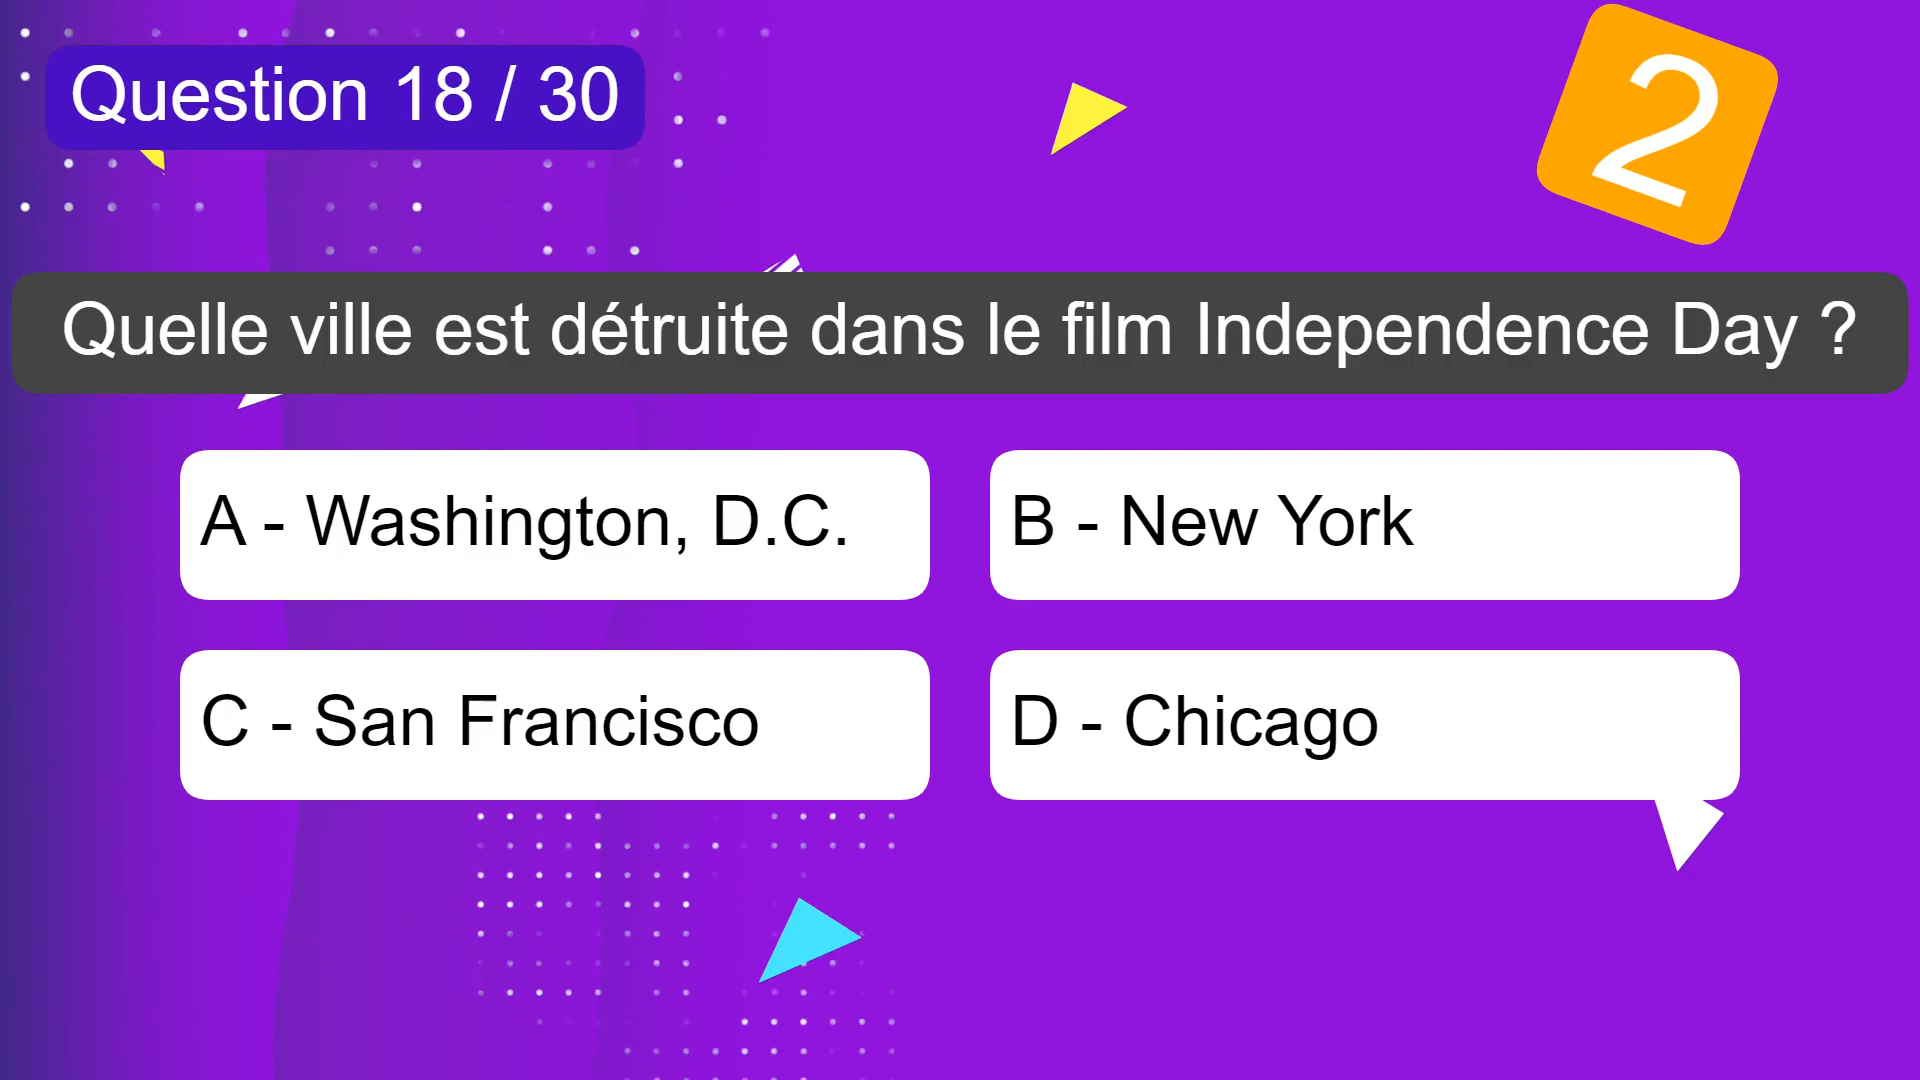 Question 18 / 30
2
Quelle ville est détruite dans le film Independence Day ?
A - Washington, D.C.
B - New York
C - San Francisco
D - Chicago